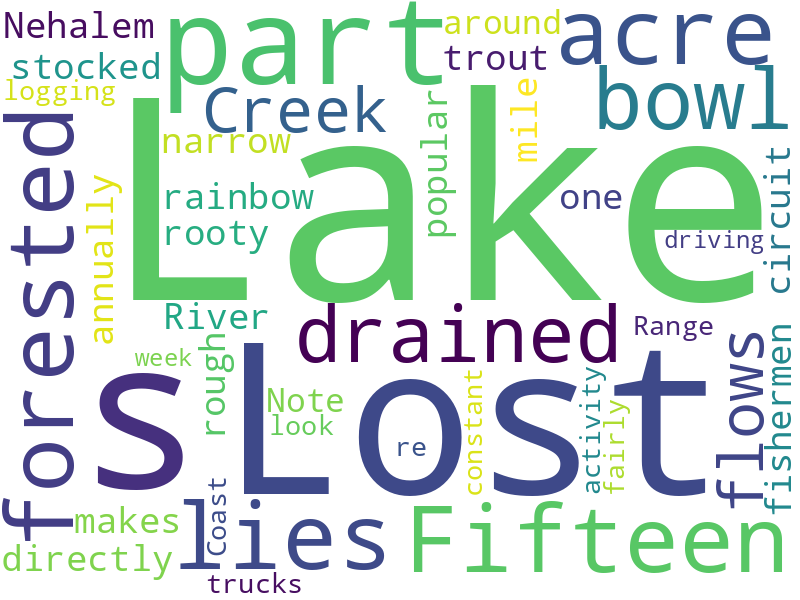 Nehalem
part
around
acre
stocked
trout
logging
Creek
bowl
narrow
popular
mile
forested
Lake
rainbow
one
circuit
annually
rooty
driving
River
drained
Range
week
rough
s
Lost
Note
look
re
constant
activity
fairly
flows
fishermen
makes
Coast
lies
Fifteen
directly
trucks